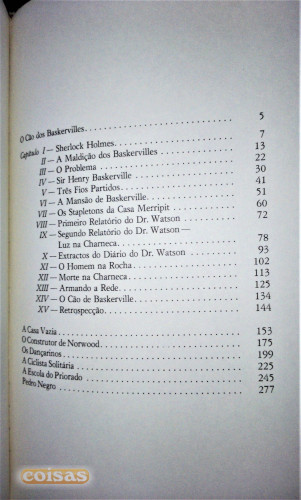 O Cão dos Baskervilles 5
Capítulo I — Sherlock Holmes 7
II — A Maldição dos Baskervilles 13
III — O Problema 22
IV — Sir Henry Baskerville 30
V — Três Fios Partidos 41
VI — A Mansão de Baskerville 51
VII — Os Stapletons da Casa Merripit 60
VIII — Primeiro Relatório do Dr. Watson 72
IX — Segundo Relatório do Dr. Watson —
Luz na Charneca 78
X — Extractos do Diário do Dr. Watson 93
XI — O Homem na Rocha 102
XII — Morte na Charneca 113
XIII — Armando a Rede 125
XIV — O Cão de Baskerville 134
XV — Retrospecção 144
A Casa Vazia 153
O Construtor de Norwood 175
Os Dançarinos 199
A Ciclista Solitária 225
A Escola do Priorado 245
Pedro Negro 277
coisas